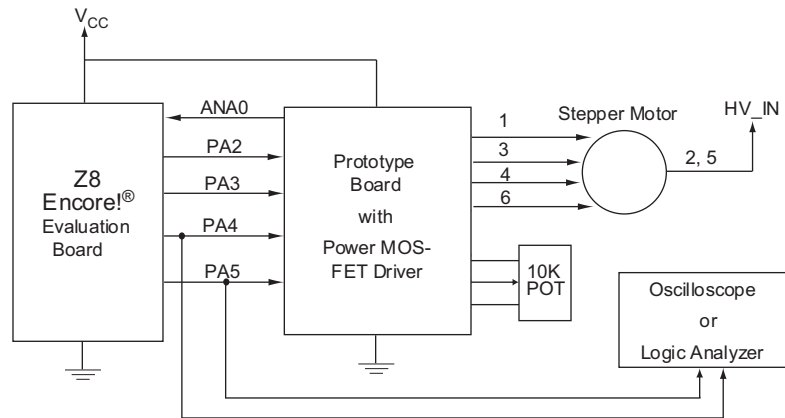 VCC
ANA0
PA2
PA3
PA4
PA5
Z8
Encore!®
Evaluation
Board
Prototype
Board
with
Power MOS-
FET Driver
1
3
4
6
Stepper Motor
HV_IN
2, 5
10K
POT
Oscilloscope
or
Logic Analyzer